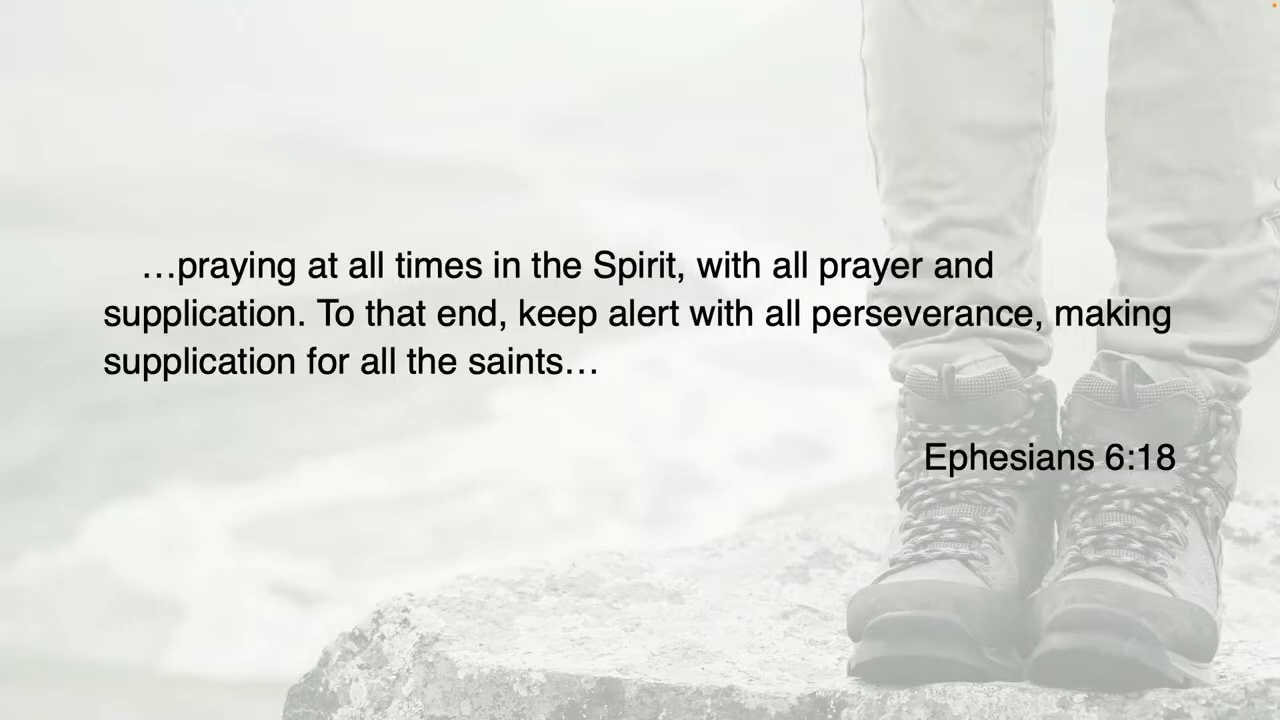 …praying at all times in the Spirit, with all prayer and
supplication. To that end, keep alert with all perseverance, making
supplication for all the saints…
Ephesians 6:18